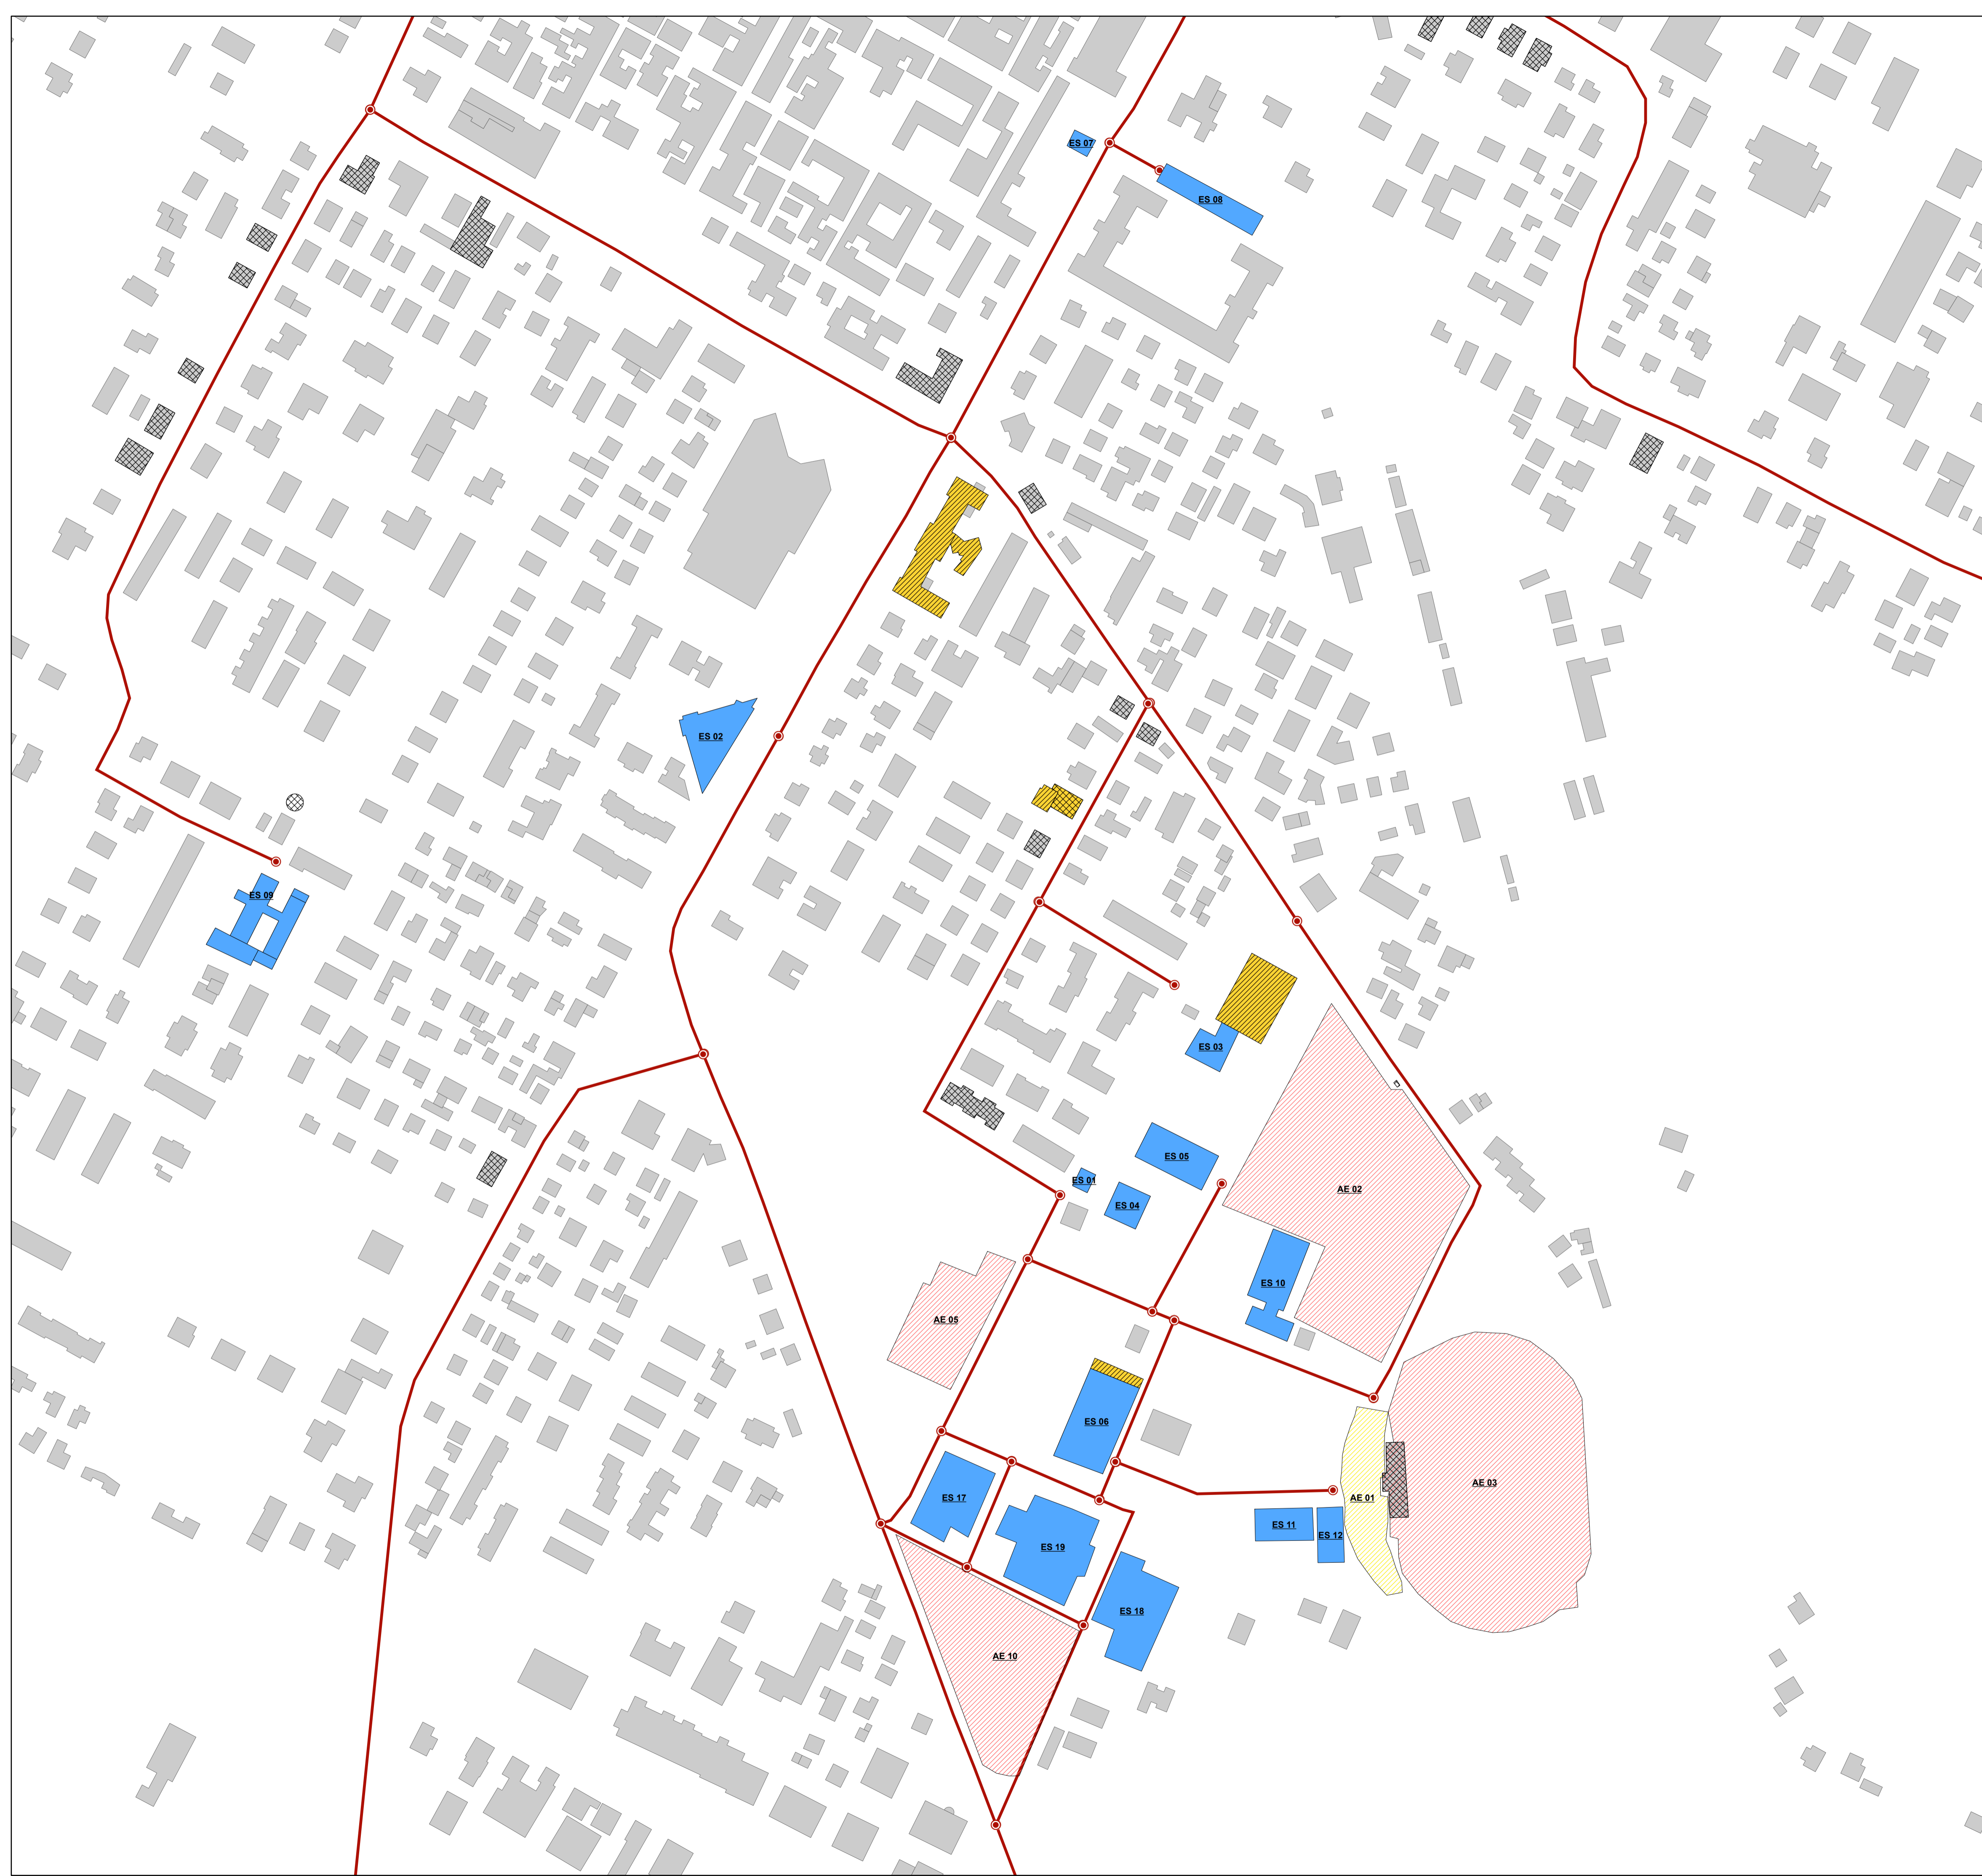 ES 07
ES 08
ES 02
ES 09
ES 03
ES 05
ES 01
ES 04
AE 02
ES 10
AE 05
ES 06
AE 03
ES 17
AE 01
ES 11
ES 12
ES 19
ES 18
AE 10